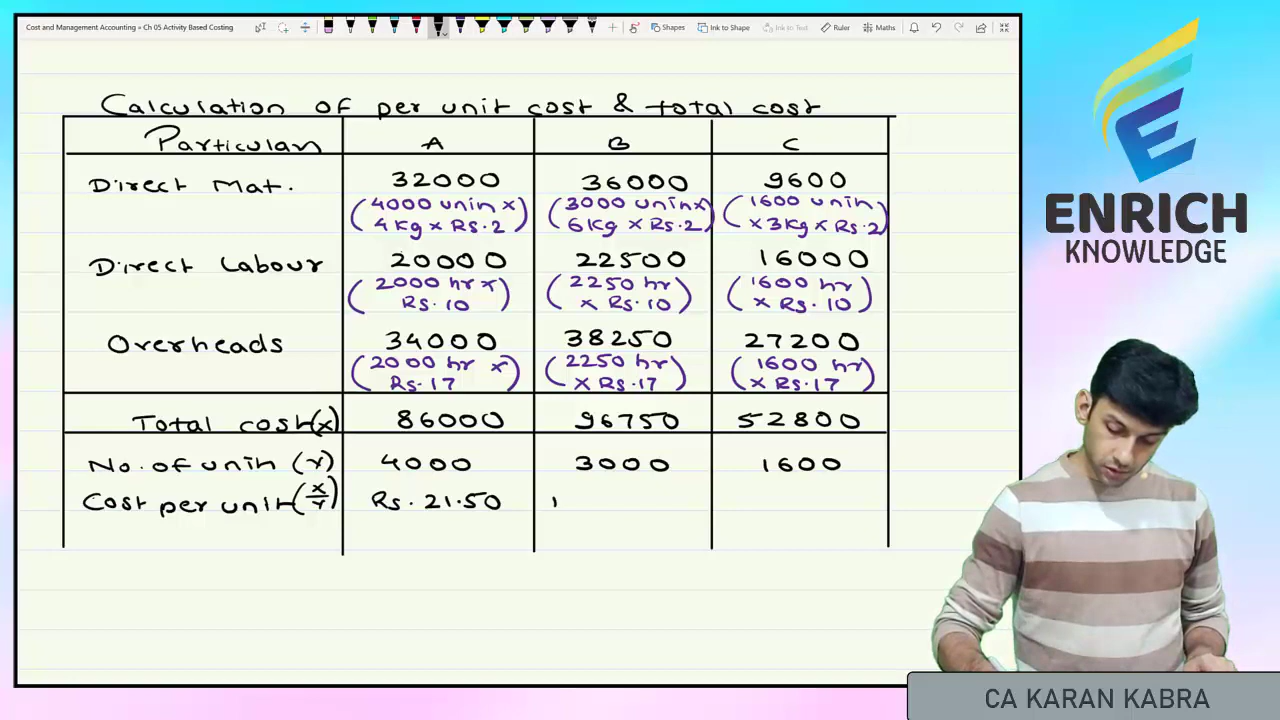 Cost and Management Accounting » Ch 05 Activity Based Costing
Shapes
Ink to Shape
Ink to Text
Ruler
Maths
Calculation of per unit cost & total cost
Particulars A B C
Direct Mat. 32000 36000 9600
(4000 units x 4 Kg x Rs.2) (3000 units x 6 Kg x Rs.2) (1600 units x 3 Kg x Rs.2)
Direct Labour 20000 22500 16000
(2000 hr x Rs.10) (2250 hr x Rs.10) (1600 hr x Rs.10)
Overheads 34000 38250 27200
(2000 hr x Rs.17) (2250 hr x Rs.17) (1600 hr x Rs.17)
Total cost (x) 86000 96750 52800
No. of units (Y) 4000 3000 1600
Cost per unit (X/Y) Rs. 21.50
ENRICH
KNOWLEDGE
CA KARAN KABRA